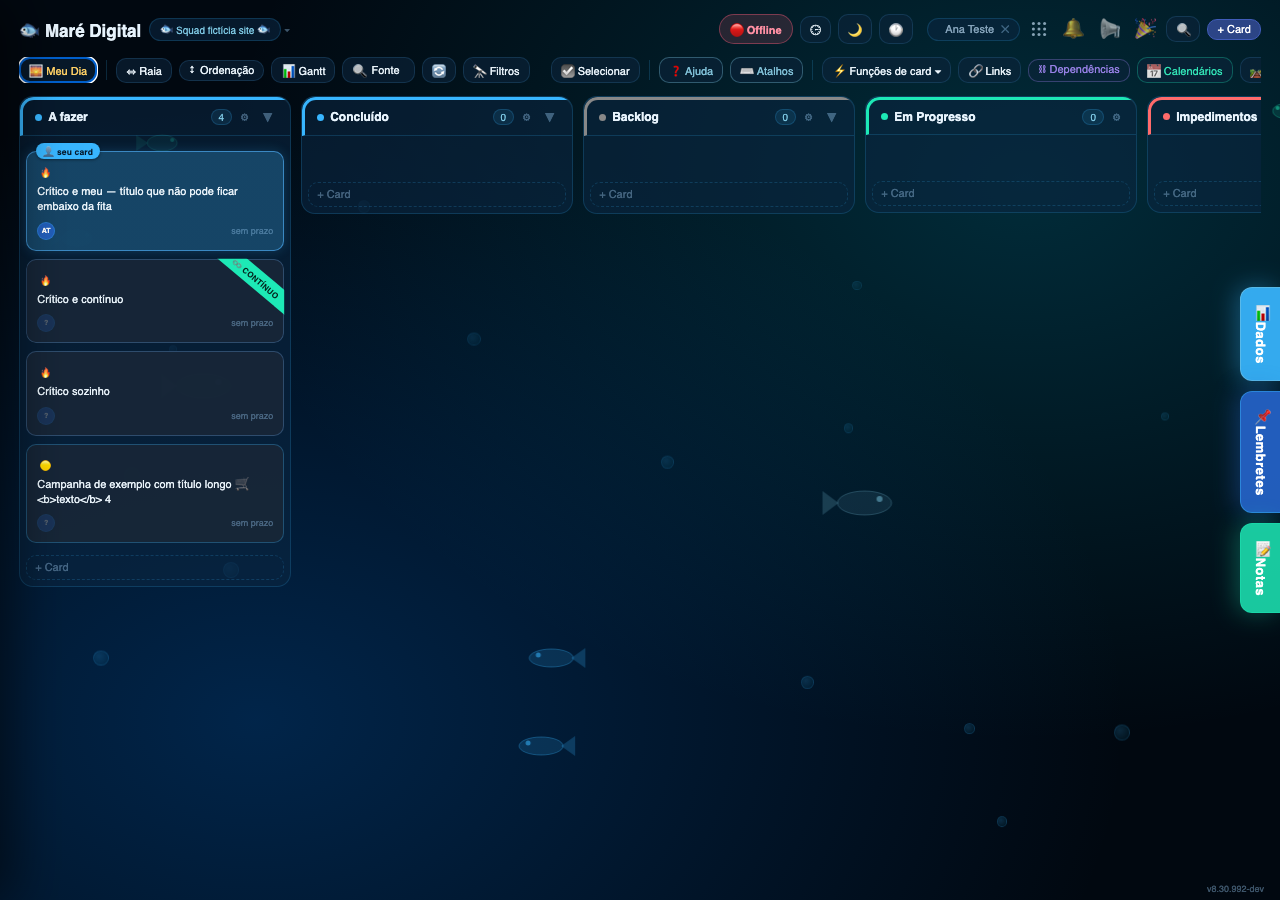 Maré Digital
Squad fictícia site
Offline
Ana Teste ×
+ Card
Meu Dia
Raia
Ordenação
Gantt
Fonte
Filtros
Selecionar
Ajuda
Atalhos
Funções de card
Links
Dependências
Calendários
A fazer
4
Concluído
0
Backlog
0
Em Progresso
0
Impedimentos
seu card
Crítico e meu — título que não pode ficar
embaixo da fita
AT
sem prazo
CONTÍNUO
Crítico e contínuo
?
sem prazo
Crítico sozinho
?
sem prazo
Campanha de exemplo com título longo
<b>texto</b> 4
?
sem prazo
+ Card
+ Card
+ Card
+ Card
+ Card
Dados
Lembretes
Notas
v8.30.992-dev